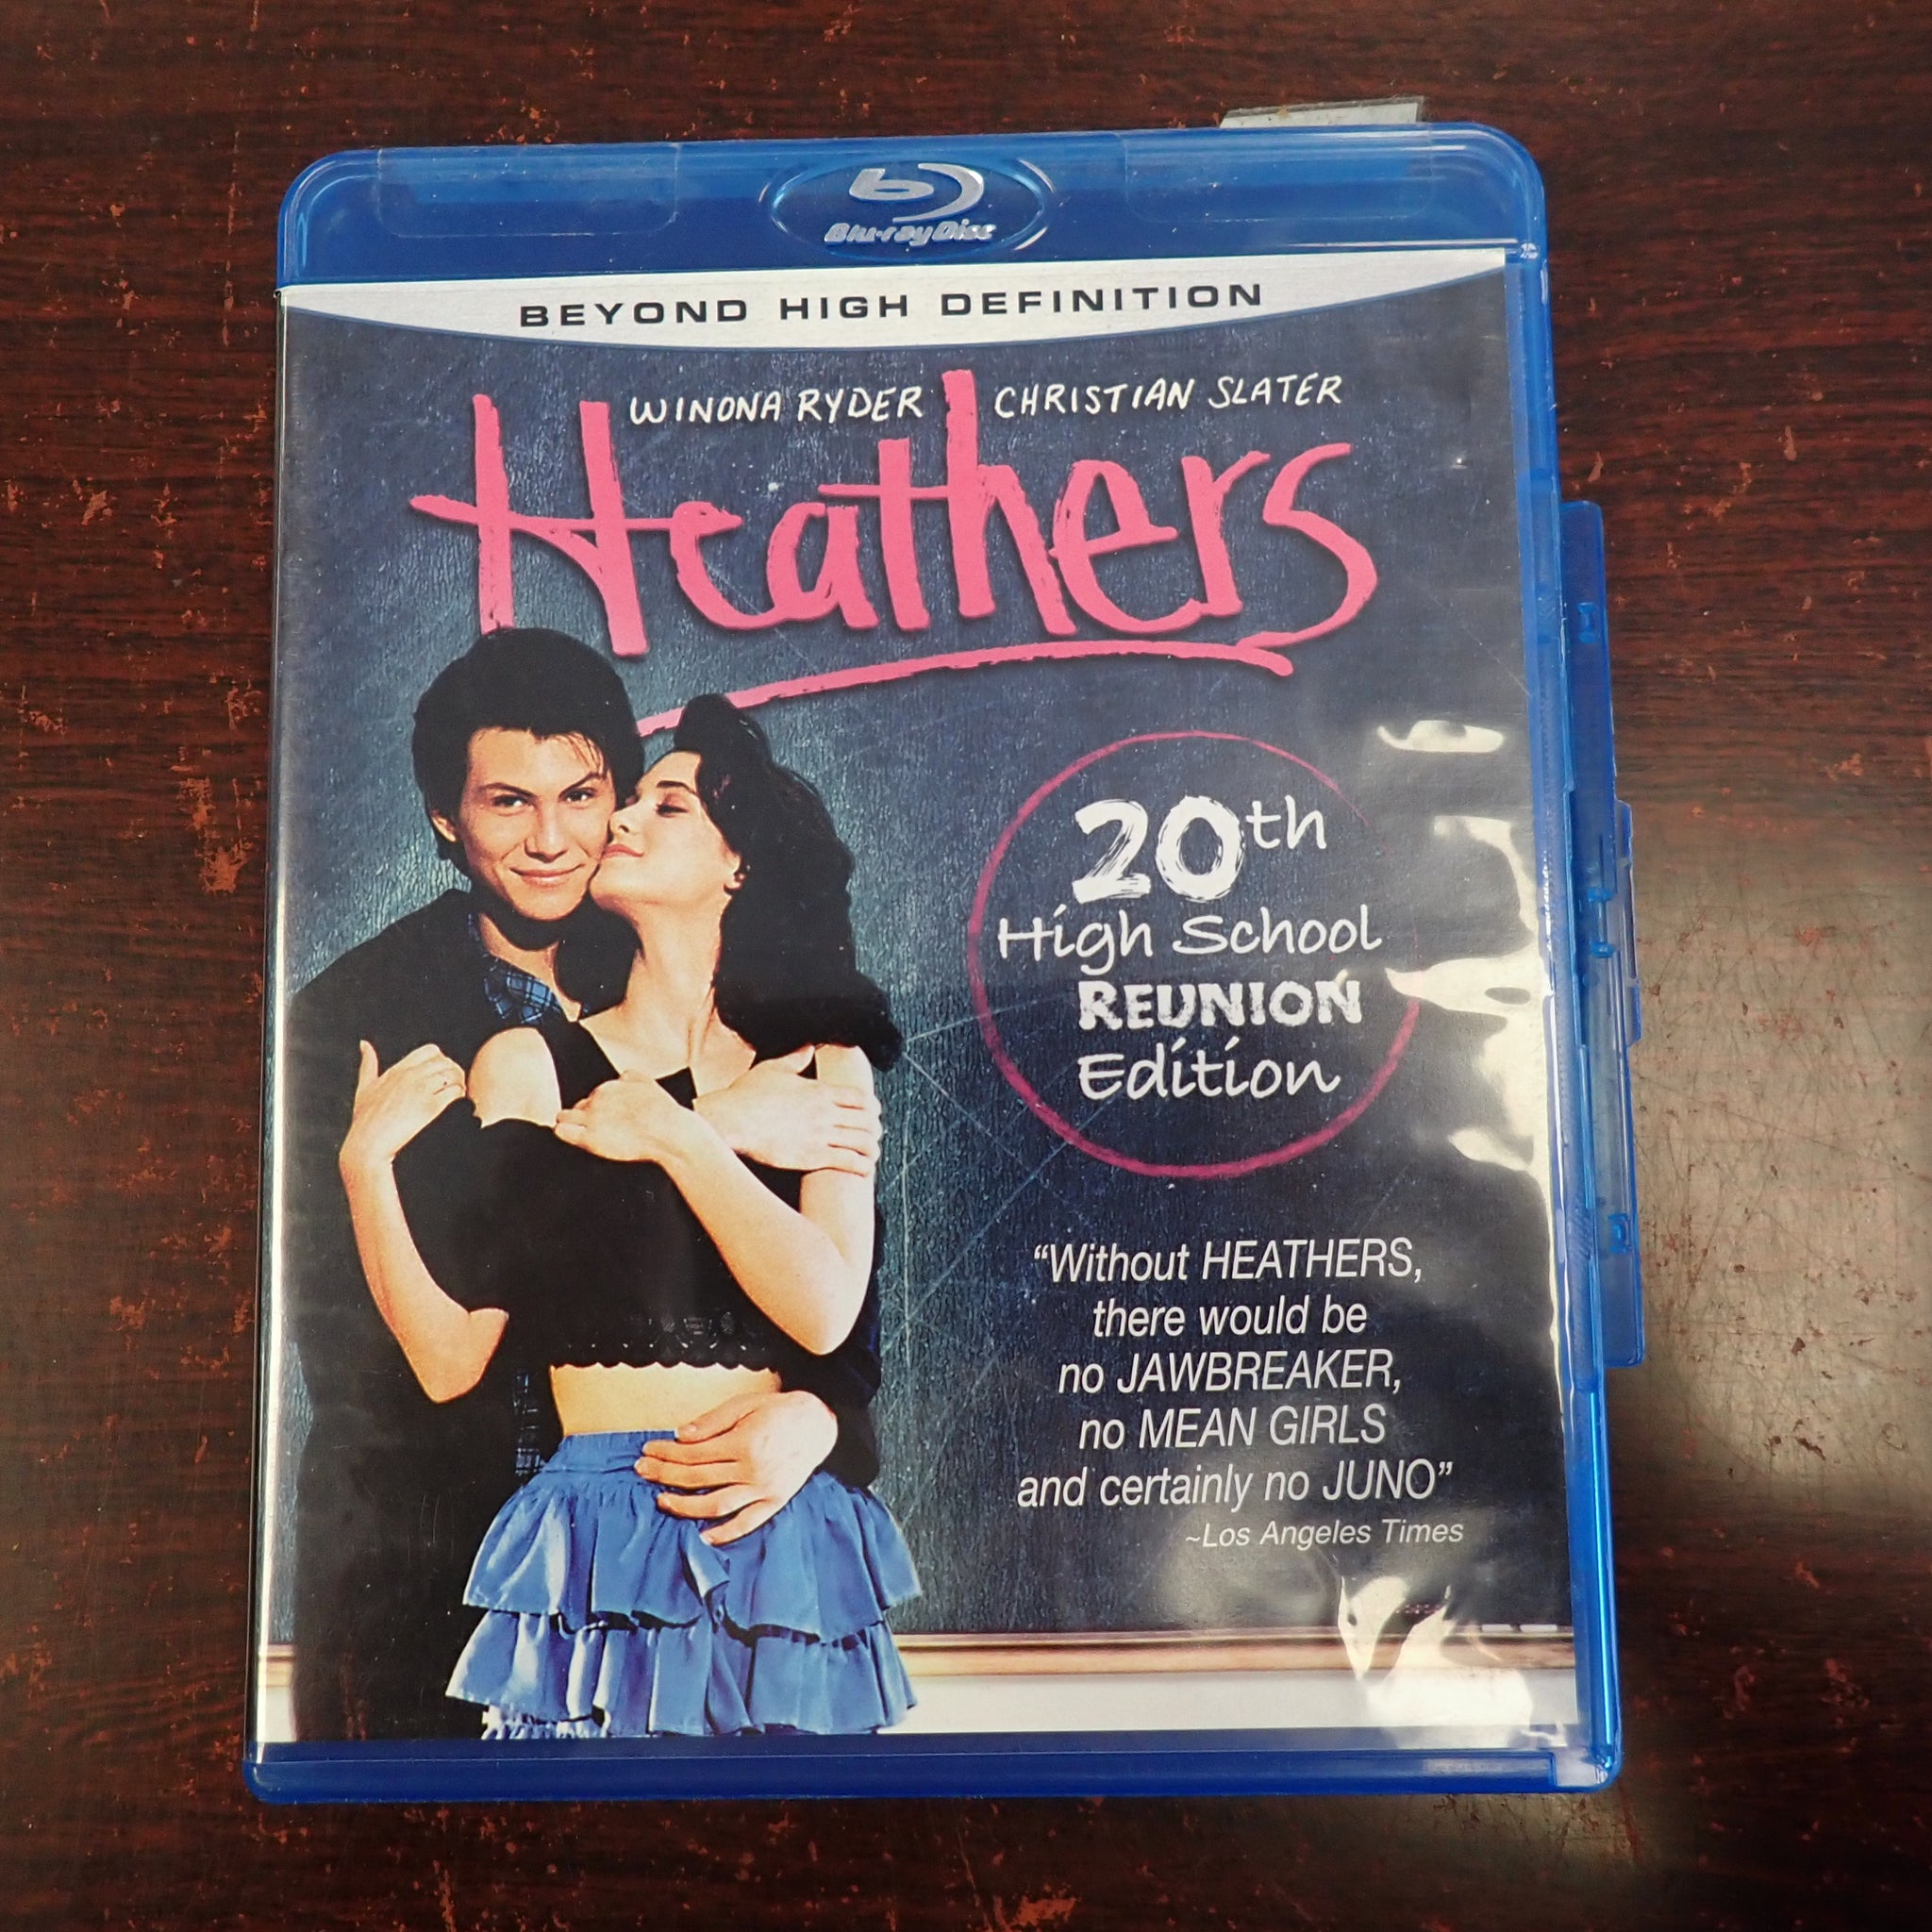 Blu-ray Disc
BEYOND HIGH DEFINITION
WINONA RYDER CHRISTIAN SLATER
Heathers
20th
High School
REUNION
Edition
“Without HEATHERS,
there would be
no JAWBREAKER,
no MEAN GIRLS
and certainly no JUNO”
~Los Angeles Times